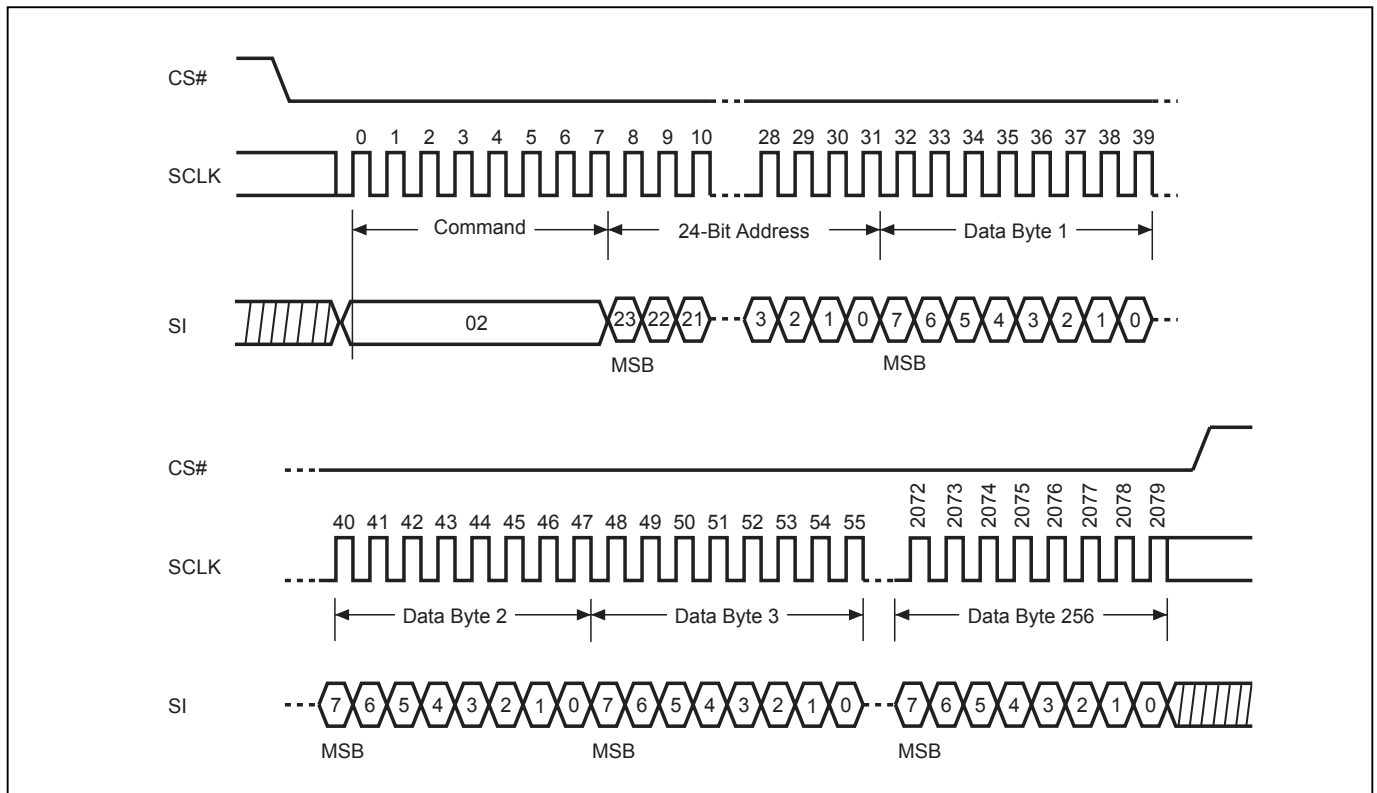 CS#
0 1 2 3 4 5 6 7 8 9 10 28 29 30 31 32 33 34 35 36 37 38 39
SCLK
Command 24-Bit Address Data Byte 1
SI 02 23 22 21 3 2 1 0 7 6 5 4 3 2 1 0
MSB MSB
CS#
2072 2073 2074 2075 2076 2077 2078 2079
40 41 42 43 44 45 46 47 48 49 50 51 52 53 54 55
SCLK
Data Byte 2 Data Byte 3 Data Byte 256
SI 7 6 5 4 3 2 1 0 7 6 5 4 3 2 1 0 7 6 5 4 3 2 1 0
MSB MSB MSB